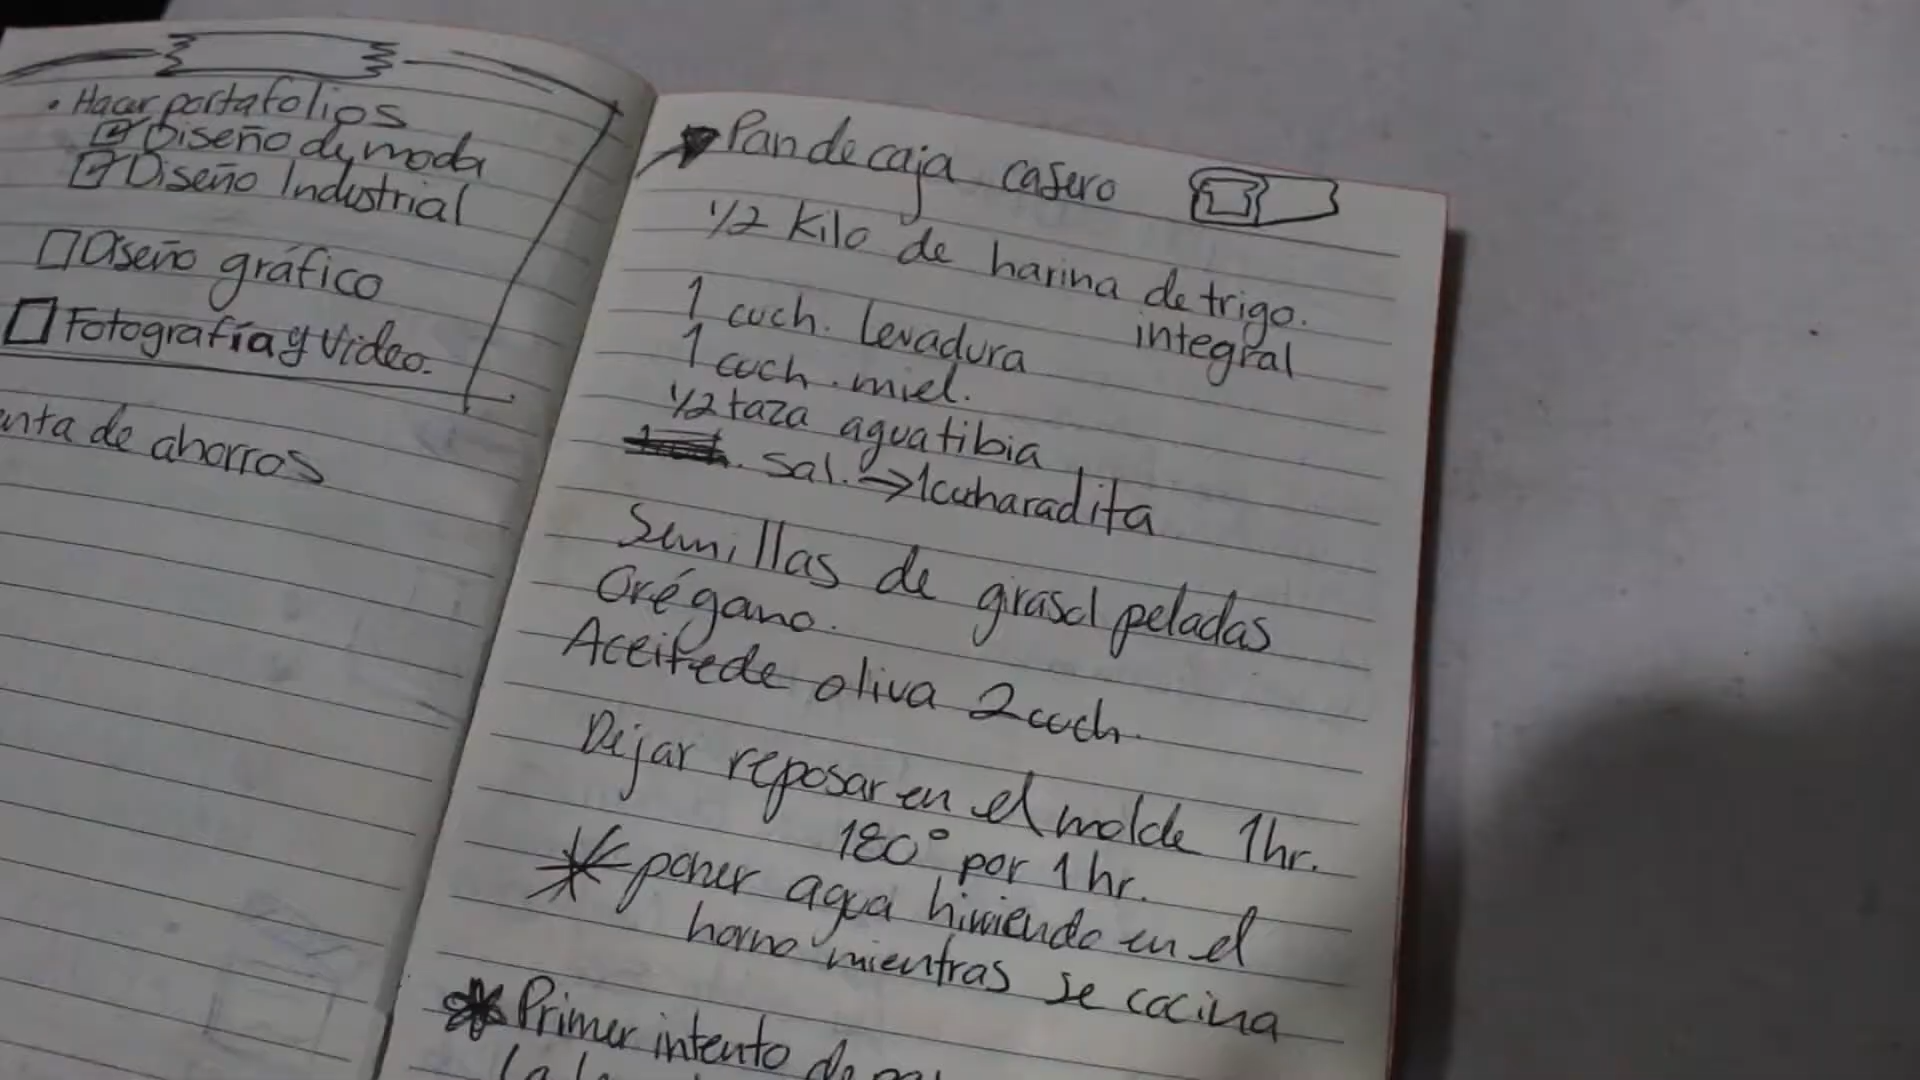 • Hacer portafolios
Diseño de moda
Diseño Industrial
Diseño gráfico
Fotografía y Video.
de ahorros
Pan de caja casero
1/2 Kilo de harina de trigo.
integral
1 cuch. levadura
1 cuch. miel.
1/2 taza agua tibia
sal. → 1 cucharadita
Semillas de girasol peladas
Orégano.
Aceite de oliva 2 cuch.
Dejar reposar en el molde 1hr.
180° por 1 hr.
* poner agua hirviendo en el
horno mientras se cocina
* Primer intento de